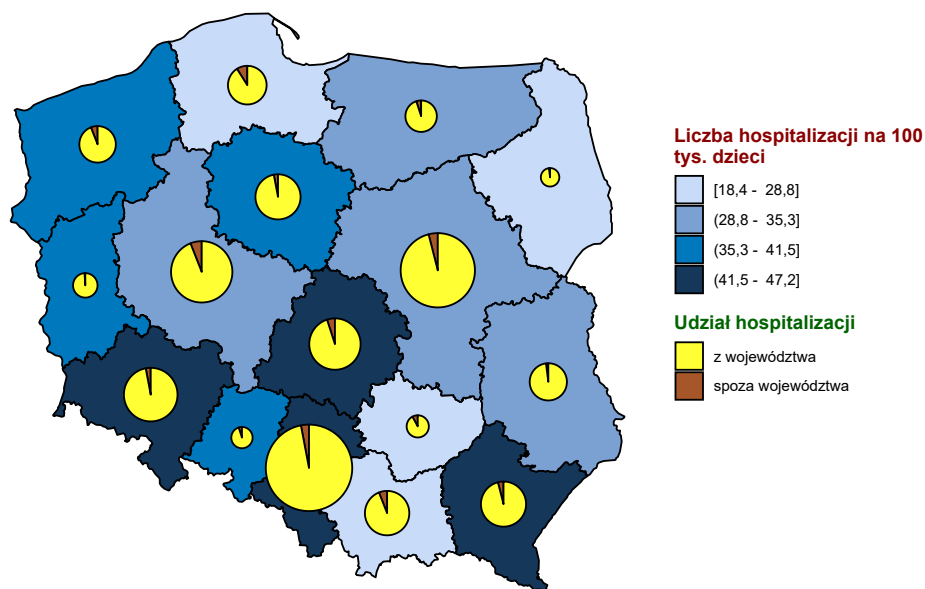 Liczba hospitalizacji na 100
tys. dzieci
[18,4 - 28,8]
(28,8 - 35,3]
(35,3 - 41,5]
(41,5 - 47,2]
Udział hospitalizacji
z województwa
spoza województwa